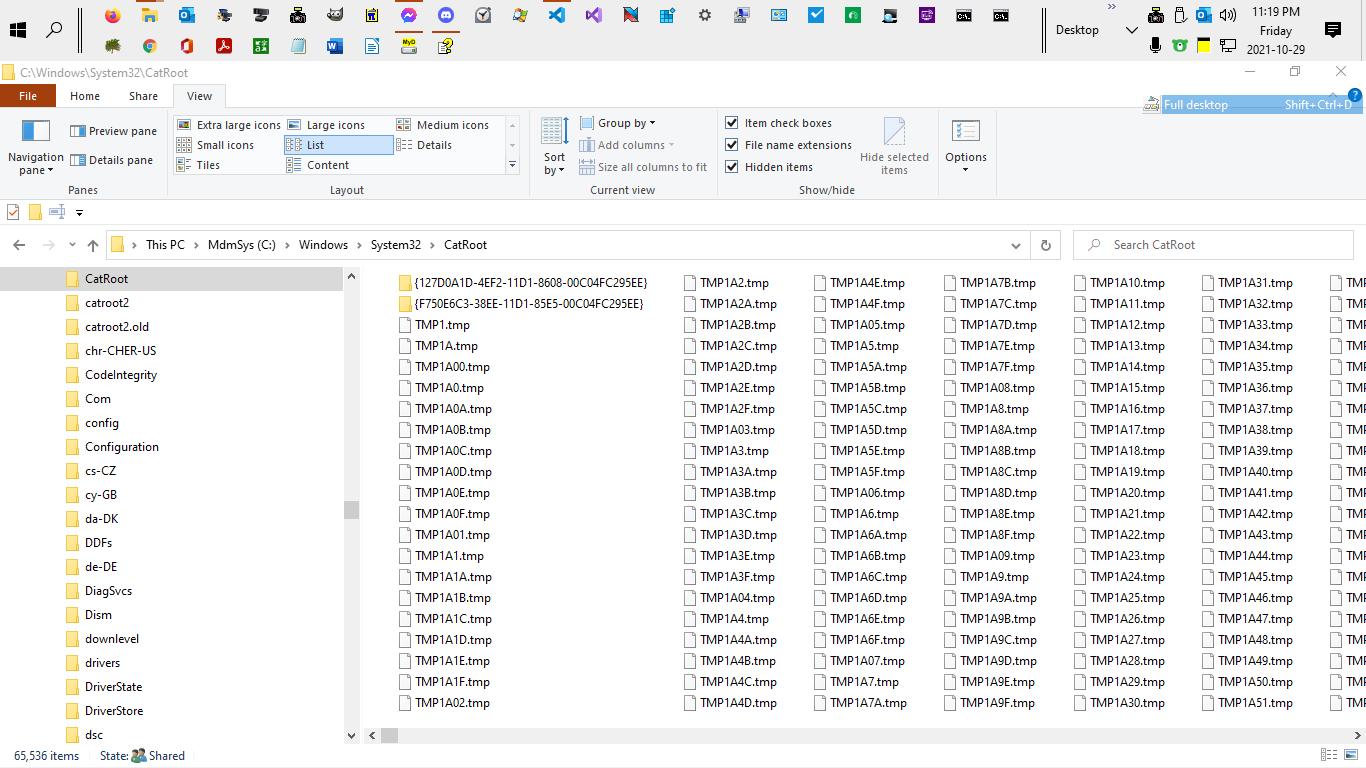 11:19 PM
Desktop
Friday
MyD
2021-10-29
C:\Windows\System32\CatRoot
File Home Share View
Full desktop Shift+Ctrl+D
Navigation pane
Preview pane
Details pane
Panes
Extra large icons Large icons Medium icons
Small icons List Details
Tiles Content
Layout
Sort by
Group by
Add columns
Size all columns to fit
Current view
Item check boxes
File name extensions
Hidden items
Hide selected items
Show/hide
Options
This PC > MdmSys (C:) > Windows > System32 > CatRoot
Search CatRoot
CatRoot
catroot2
catroot2.old
chr-CHER-US
CodeIntegrity
Com
config
Configuration
cs-CZ
cy-GB
da-DK
DDFs
de-DE
DiagSvcs
Dism
downlevel
drivers
DriverState
DriverStore
dsc
{127D0A1D-4EF2-11D1-8608-00C04FC295EE}
{F750E6C3-38EE-11D1-85E5-00C04FC295EE}
TMP1.tmp
TMP1A.tmp
TMP1A00.tmp
TMP1A0.tmp
TMP1A0A.tmp
TMP1A0B.tmp
TMP1A0C.tmp
TMP1A0D.tmp
TMP1A0E.tmp
TMP1A0F.tmp
TMP1A01.tmp
TMP1A1.tmp
TMP1A1A.tmp
TMP1A1B.tmp
TMP1A1C.tmp
TMP1A1D.tmp
TMP1A1E.tmp
TMP1A1F.tmp
TMP1A02.tmp
TMP1A2.tmp
TMP1A2A.tmp
TMP1A2B.tmp
TMP1A2C.tmp
TMP1A2D.tmp
TMP1A2E.tmp
TMP1A2F.tmp
TMP1A03.tmp
TMP1A3.tmp
TMP1A3A.tmp
TMP1A3B.tmp
TMP1A3C.tmp
TMP1A3D.tmp
TMP1A3E.tmp
TMP1A3F.tmp
TMP1A04.tmp
TMP1A4.tmp
TMP1A4A.tmp
TMP1A4B.tmp
TMP1A4C.tmp
TMP1A4D.tmp
TMP1A4E.tmp
TMP1A4F.tmp
TMP1A05.tmp
TMP1A5.tmp
TMP1A5A.tmp
TMP1A5B.tmp
TMP1A5C.tmp
TMP1A5D.tmp
TMP1A5E.tmp
TMP1A5F.tmp
TMP1A06.tmp
TMP1A6.tmp
TMP1A6A.tmp
TMP1A6B.tmp
TMP1A6C.tmp
TMP1A6D.tmp
TMP1A6E.tmp
TMP1A6F.tmp
TMP1A07.tmp
TMP1A7.tmp
TMP1A7A.tmp
TMP1A7B.tmp
TMP1A7C.tmp
TMP1A7D.tmp
TMP1A7E.tmp
TMP1A7F.tmp
TMP1A08.tmp
TMP1A8.tmp
TMP1A8A.tmp
TMP1A8B.tmp
TMP1A8C.tmp
TMP1A8D.tmp
TMP1A8E.tmp
TMP1A8F.tmp
TMP1A09.tmp
TMP1A9.tmp
TMP1A9A.tmp
TMP1A9B.tmp
TMP1A9C.tmp
TMP1A9D.tmp
TMP1A9E.tmp
TMP1A9F.tmp
TMP1A10.tmp
TMP1A11.tmp
TMP1A12.tmp
TMP1A13.tmp
TMP1A14.tmp
TMP1A15.tmp
TMP1A16.tmp
TMP1A17.tmp
TMP1A18.tmp
TMP1A19.tmp
TMP1A20.tmp
TMP1A21.tmp
TMP1A22.tmp
TMP1A23.tmp
TMP1A24.tmp
TMP1A25.tmp
TMP1A26.tmp
TMP1A27.tmp
TMP1A28.tmp
TMP1A29.tmp
TMP1A30.tmp
TMP1A31.tmp
TMP1A32.tmp
TMP1A33.tmp
TMP1A34.tmp
TMP1A35.tmp
TMP1A36.tmp
TMP1A37.tmp
TMP1A38.tmp
TMP1A39.tmp
TMP1A40.tmp
TMP1A41.tmp
TMP1A42.tmp
TMP1A43.tmp
TMP1A44.tmp
TMP1A45.tmp
TMP1A46.tmp
TMP1A47.tmp
TMP1A48.tmp
TMP1A49.tmp
TMP1A50.tmp
TMP1A51.tmp
65,536 items State: Shared